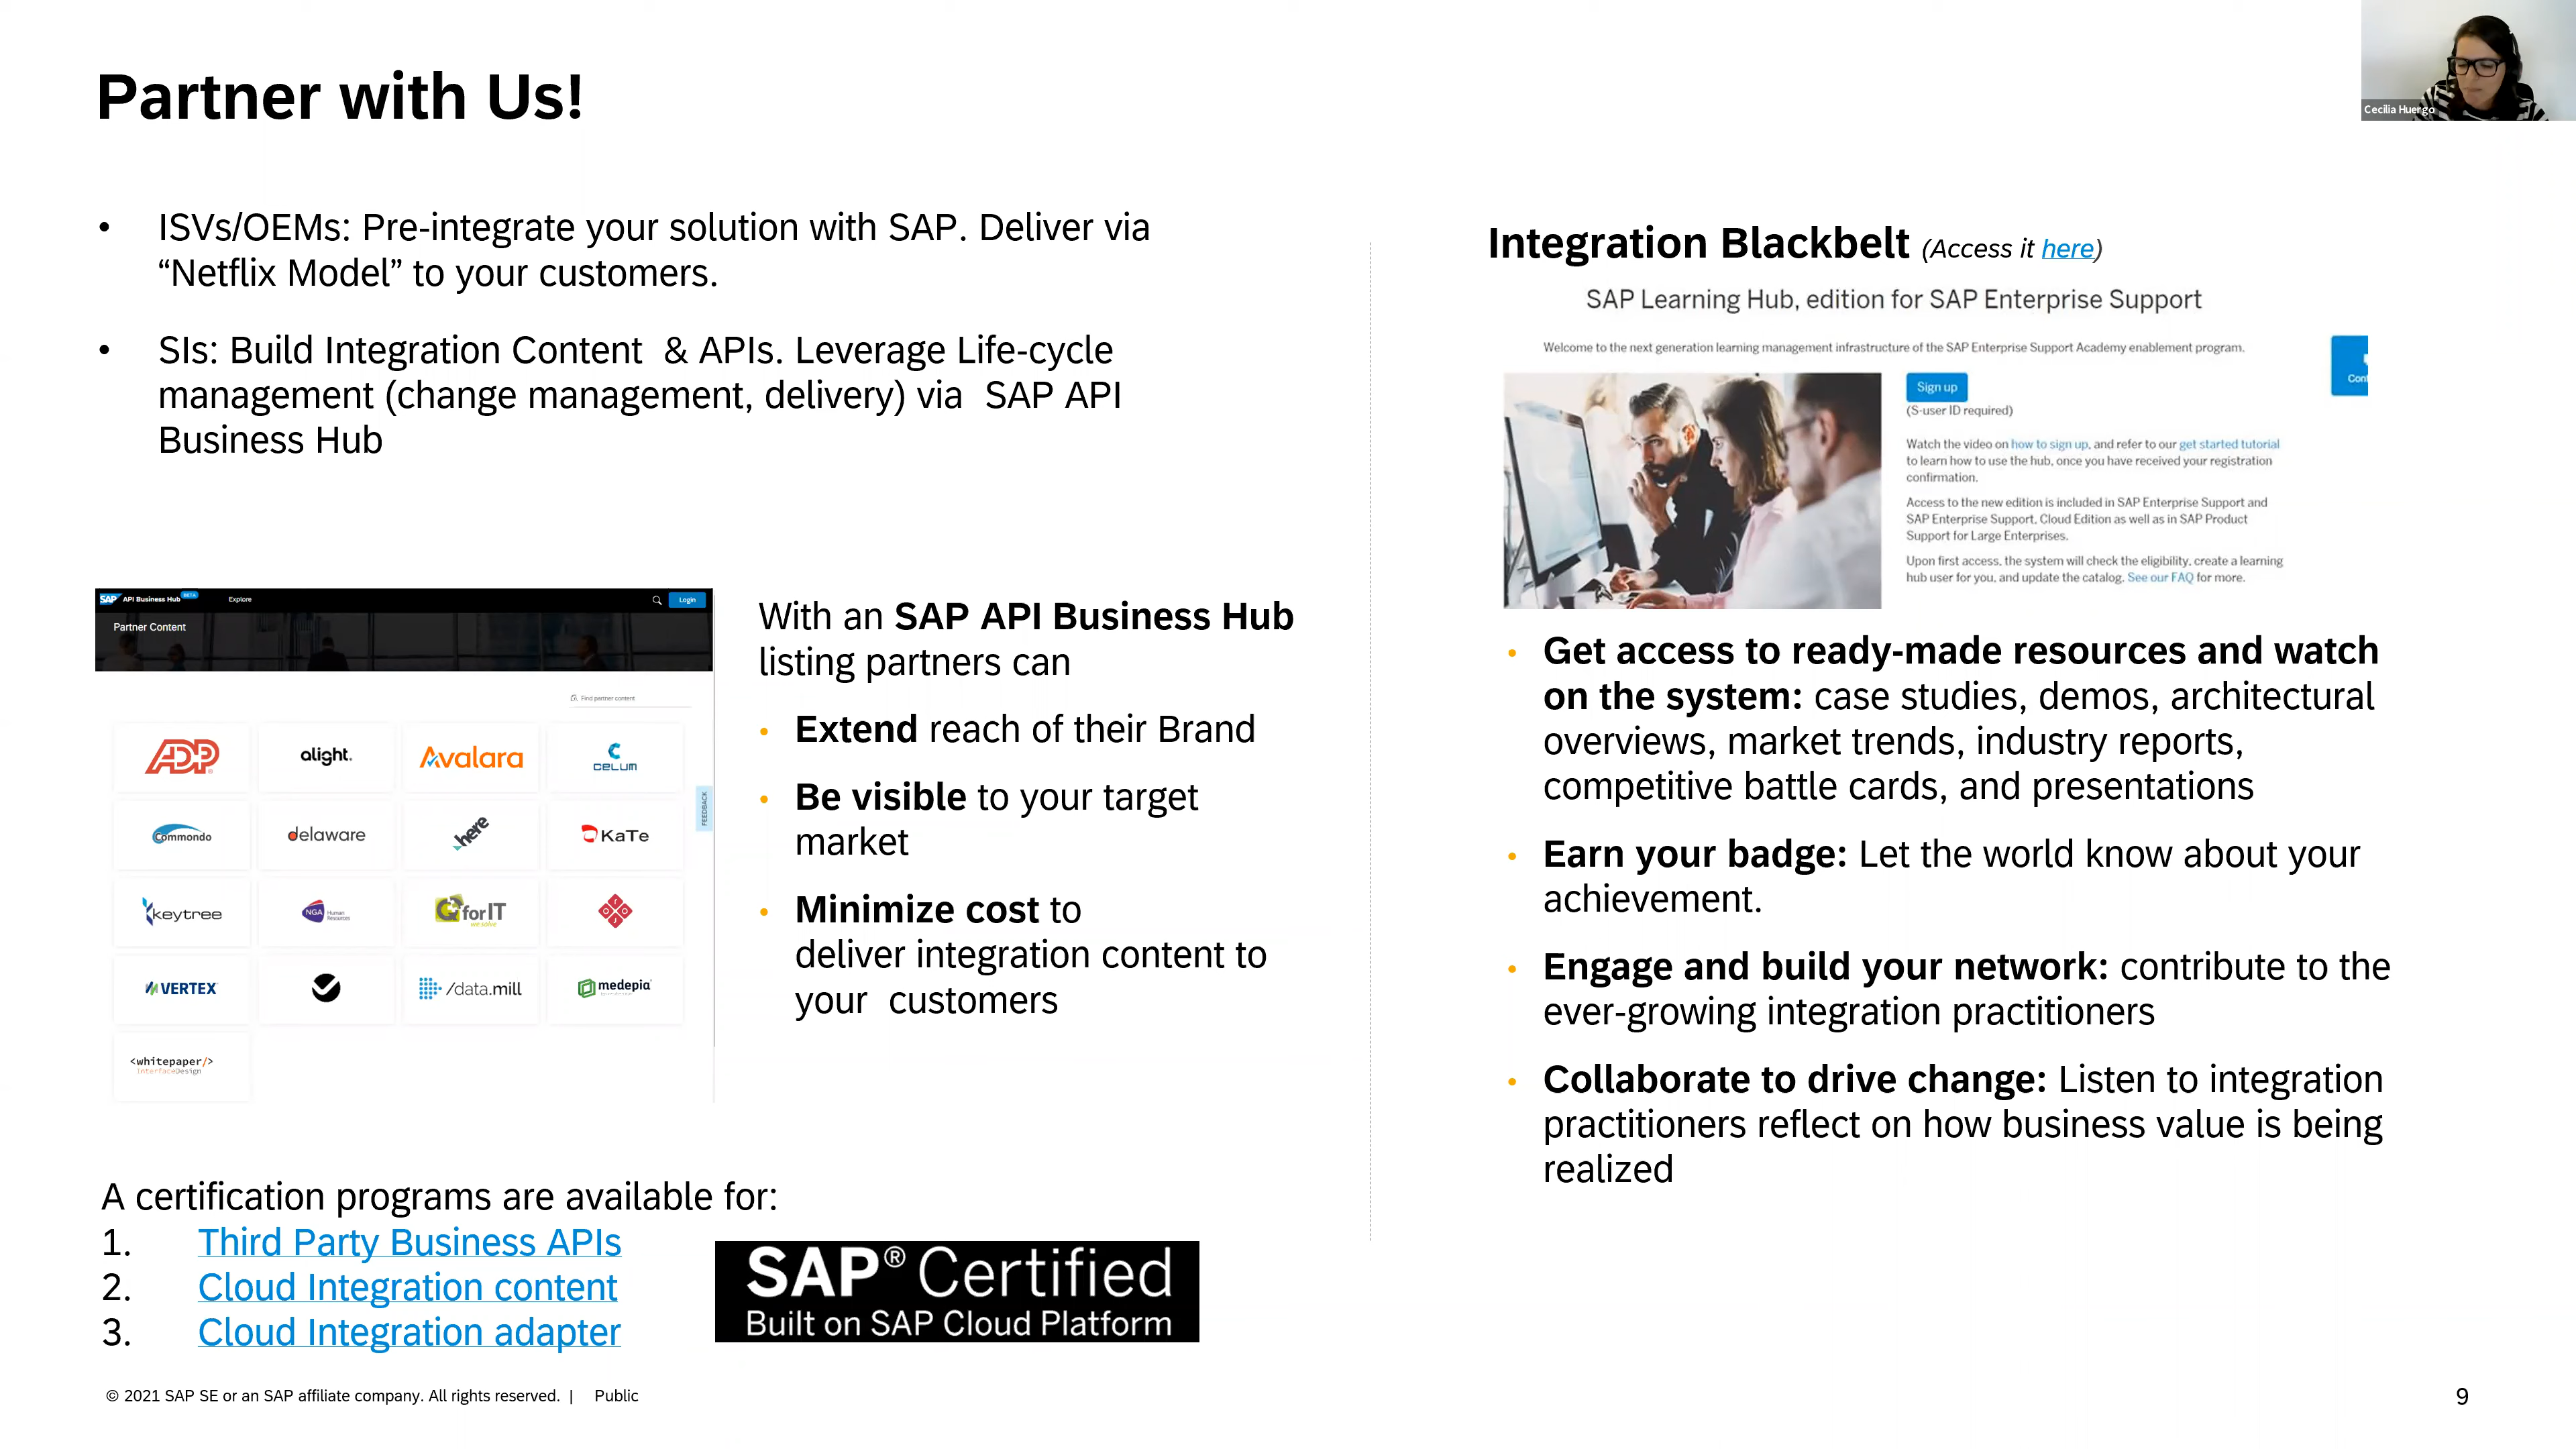 Partner with Us!
Cecilia Huergo
• ISVs/OEMs: Pre-integrate your solution with SAP. Deliver via
“Netflix Model” to your customers.
• SIs: Build Integration Content & APIs. Leverage Life-cycle
management (change management, delivery) via SAP API
Business Hub
SAP API Business Hub BETA Explore Login
Partner Content
Find partner content
ADP alight. Avalara CELUM
FEEDBACK
Commondo delaware here KaTe
keytree NGA Human Resources forIT
we solve
VERTEX /data.mill medepia
<whitepaper/>
InterfaceDesign
With an SAP API Business Hub
listing partners can
• Extend reach of their Brand
• Be visible to your target
market
• Minimize cost to
deliver integration content to
your customers
A certification programs are available for:
1. Third Party Business APIs
2. Cloud Integration content
3. Cloud Integration adapter
SAP® Certified
Built on SAP Cloud Platform
Integration Blackbelt (Access it here)
SAP Learning Hub, edition for SAP Enterprise Support
Welcome to the next generation learning management infrastructure of the SAP Enterprise Support Academy enablement program.
Sign up
(S-user ID required)
Watch the video on how to sign up, and refer to our get started tutorial
to learn how to use the hub, once you have received your registration
confirmation.
Access to the new edition is included in SAP Enterprise Support and
SAP Enterprise Support, Cloud Edition as well as in SAP Product
Support for Large Enterprises.
Upon first access, the system will check the eligibility, create a learning
hub user for you, and update the catalog. See our FAQ for more.
• Get access to ready-made resources and watch
on the system: case studies, demos, architectural
overviews, market trends, industry reports,
competitive battle cards, and presentations
• Earn your badge: Let the world know about your
achievement.
• Engage and build your network: contribute to the
ever-growing integration practitioners
• Collaborate to drive change: Listen to integration
practitioners reflect on how business value is being
realized
© 2021 SAP SE or an SAP affiliate company. All rights reserved. | Public
9